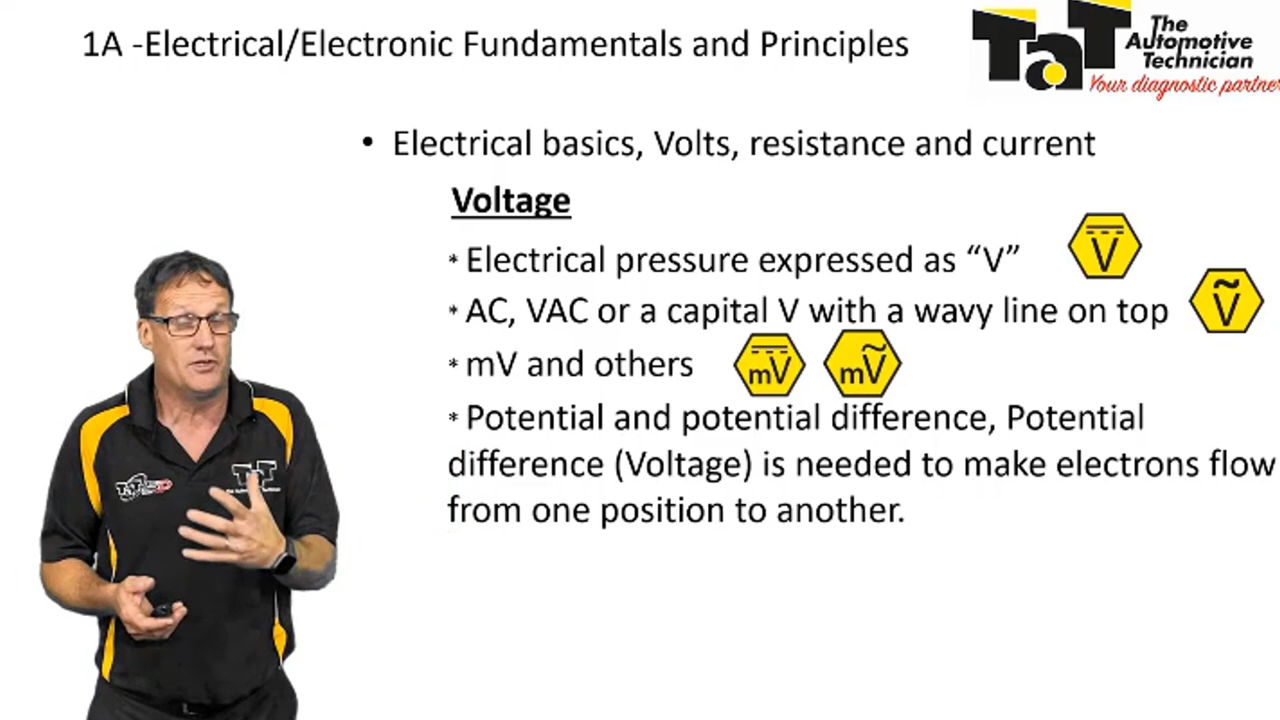 1A -Electrical/Electronic Fundamentals and Principles
TaT The Automotive Technician
Your diagnostic partner
• Electrical basics, Volts, resistance and current
Voltage
* Electrical pressure expressed as “V”
V
* AC, VAC or a capital V with a wavy line on top
Ṽ
* mV and others
mV
mṼ
* Potential and potential difference, Potential
difference (Voltage) is needed to make electrons flow
from one position to another.
TaT